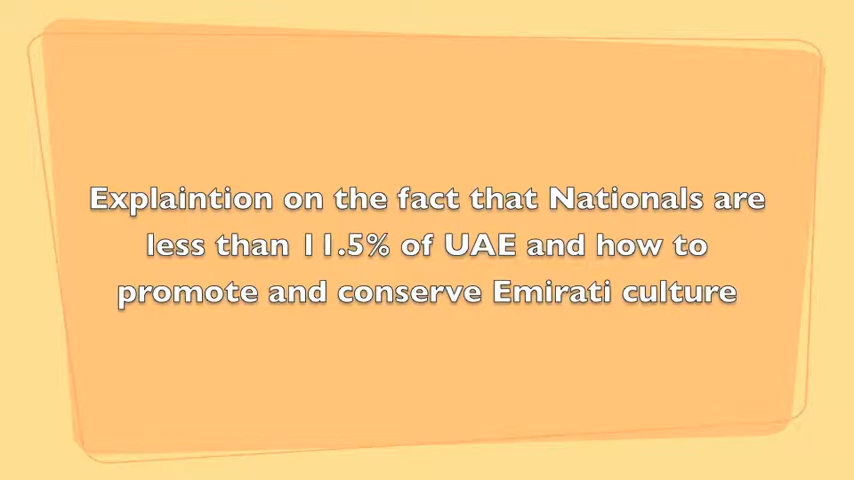 Explaintion on the fact that Nationals are
less than 11.5% of UAE and how to
promote and conserve Emirati culture